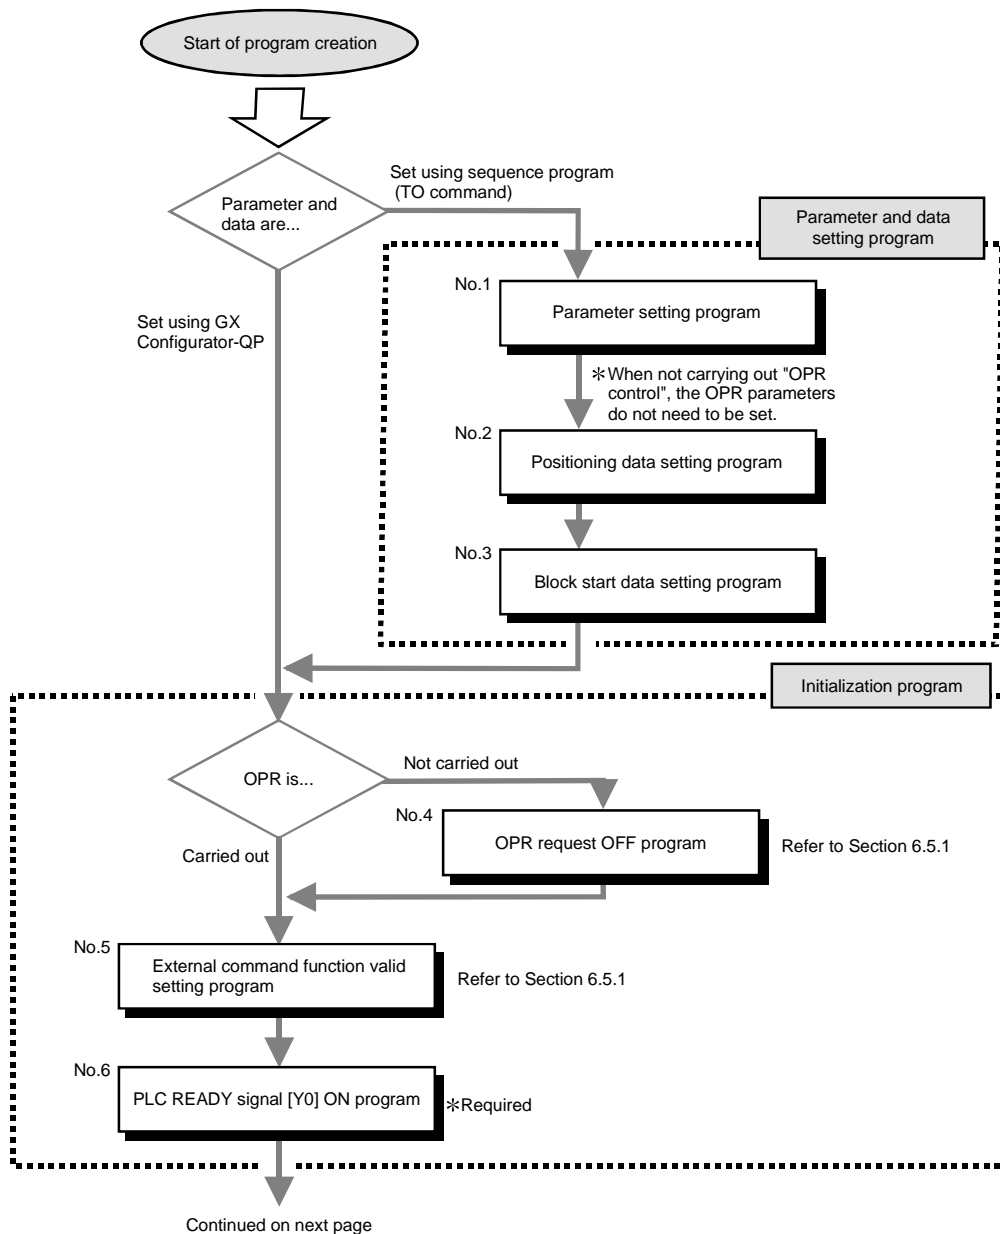 Start of program creation
Set using sequence program
(TO command)
Parameter and
data are...
Parameter and data
setting program
No.1
Parameter setting program
Set using GX
Configurator-QP
*When not carrying out "OPR
control", the OPR parameters
do not need to be set.
No.2
Positioning data setting program
No.3
Block start data setting program
Initialization program
OPR is...
Not carried out
No.4
OPR request OFF program
Refer to Section 6.5.1
Carried out
No.5
External command function valid
setting program
Refer to Section 6.5.1
No.6
PLC READY signal [Y0] ON program
*Required
Continued on next page